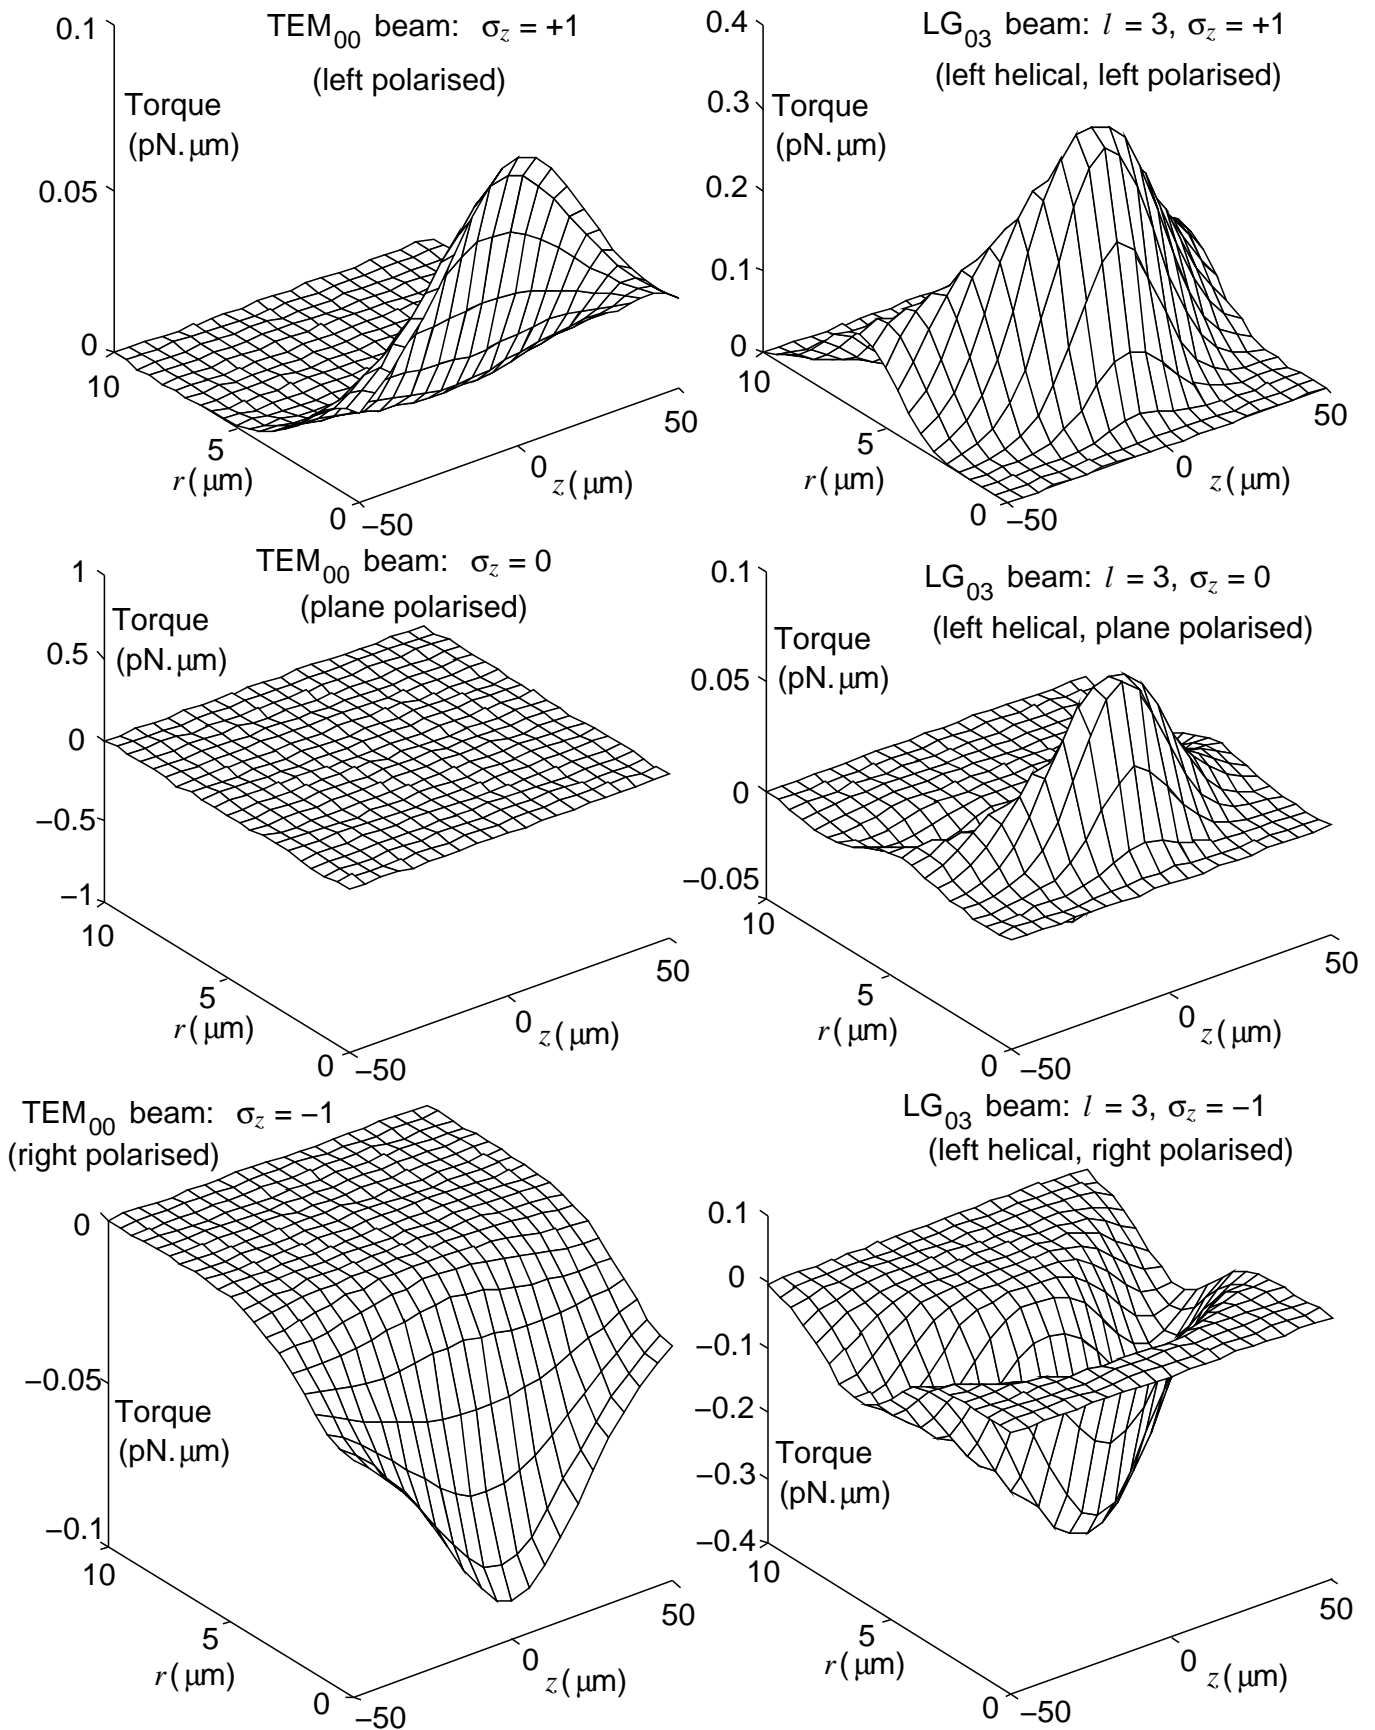 TEM00 beam: σz = +1
(left polarised)
0.1
Torque
(pN.μm)
0.05
0
10
5
r(μm)
0
−50
0
z(μm)
50
LG03 beam: l = 3, σz = +1
(left helical, left polarised)
0.4
0.3
Torque
(pN.μm)
0.2
0.1
0
10
5
r(μm)
0
−50
0
z(μm)
50
TEM00 beam: σz = 0
(plane polarised)
1
Torque
(pN.μm)
0.5
0
−0.5
−1
10
5
r(μm)
0
−50
0
z(μm)
50
LG03 beam: l = 3, σz = 0
(left helical, plane polarised)
0.1
Torque
(pN.μm)
0.05
0
−0.05
10
5
r(μm)
0
−50
0
z(μm)
50
TEM00 beam: σz = −1
(right polarised)
0
−0.05
Torque
(pN.μm)
−0.1
10
5
r(μm)
0
−50
0
z(μm)
50
LG03 beam: l = 3, σz = −1
(left helical, right polarised)
0.1
0
−0.1
−0.2
Torque
(pN.μm)
−0.3
−0.4
10
5
r(μm)
0
−50
0
z(μm)
50